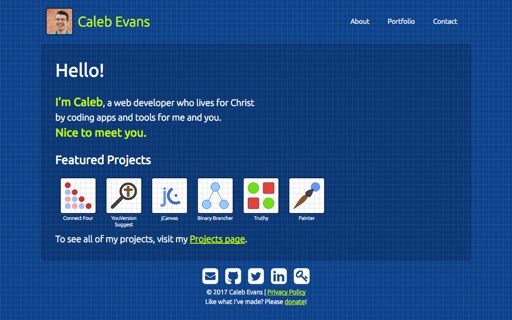 Caleb Evans
About Portfolio Contact
Hello!
I'm Caleb, a web developer who lives for Christ
by coding apps and tools for me and you.
Nice to meet you.
Featured Projects
Connect Four
YouVersion
Suggest
jCanvas
Binary Brancher
Truthy
Painter
To see all of my projects, visit my Projects page.
© 2017 Caleb Evans | Privacy Policy
Like what I've made? Please donate!